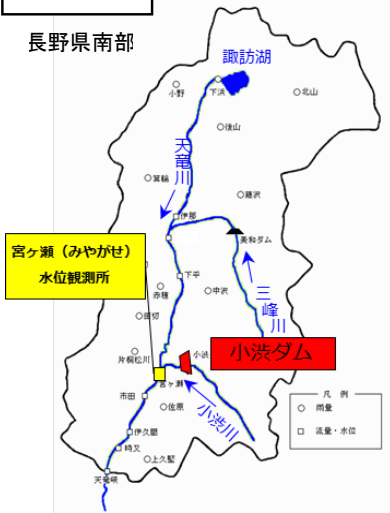 長野県南部
諏訪湖
下浜
小野
北山
後山
天竜川
箕輪
藤沢
伊那
美和ダム
宮ヶ瀬（みやがせ）
水位観測所
下平
三峰川
赤穂
中沢
田切
小渋
小渋ダム
片桐松川
宮ヶ瀬
市田
佐原
小渋川
凡 例
雨量
流量・水位
伊久間
時又
上久堅
天竜峡